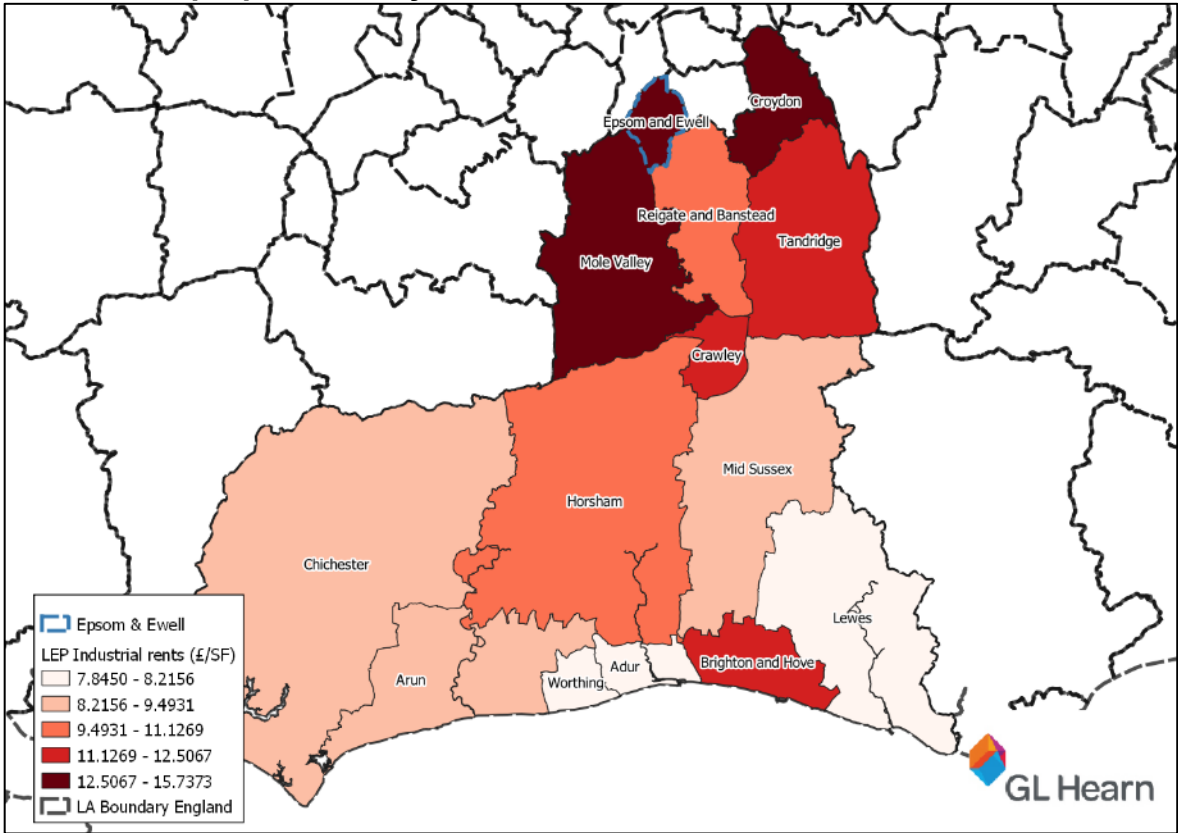 Croydon
Epsom and Ewell
Reigate and Banstead
Tandridge
Mole Valley
Crawley
Mid Sussex
Horsham
Chichester
Lewes
Adur
Brighton and Hove
Arun
Worthing
Epsom & Ewell
LEP Industrial rents (£/SF)
7.8450 - 8.2156
8.2156 - 9.4931
9.4931 - 11.1269
11.1269 - 12.5067
12.5067 - 15.7373
LA Boundary England
GL Hearn